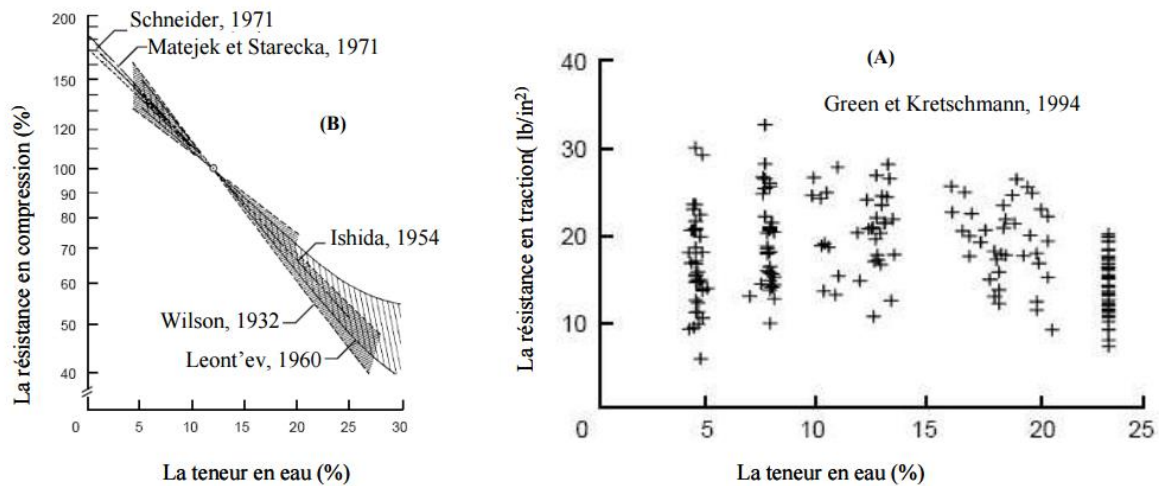 La résistance en compression (%)
200
150
120
100
90
80
70
60
50
40
Schneider, 1971
Matejek et Starecka, 1971
(B)
Ishida, 1954
Wilson, 1932
Leont’ev, 1960
0 5 10 15 20 25 30
La teneur en eau (%)
La résistance en traction( lb/in²)
40
30
20
10
(A)
Green et Kretschmann, 1994
0 5 10 15 20 25
La teneur en eau (%)